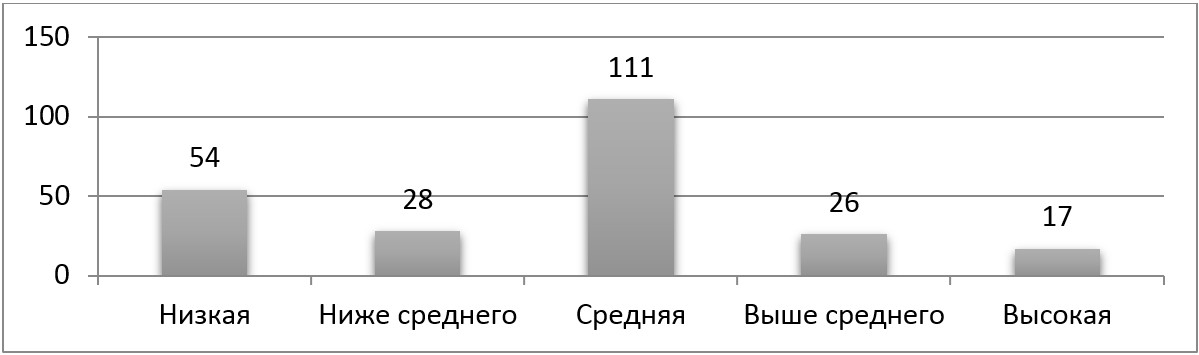 150
111
100
54
50
28
26
17
0
Низкая
Ниже среднего
Средняя
Выше среднего
Высокая